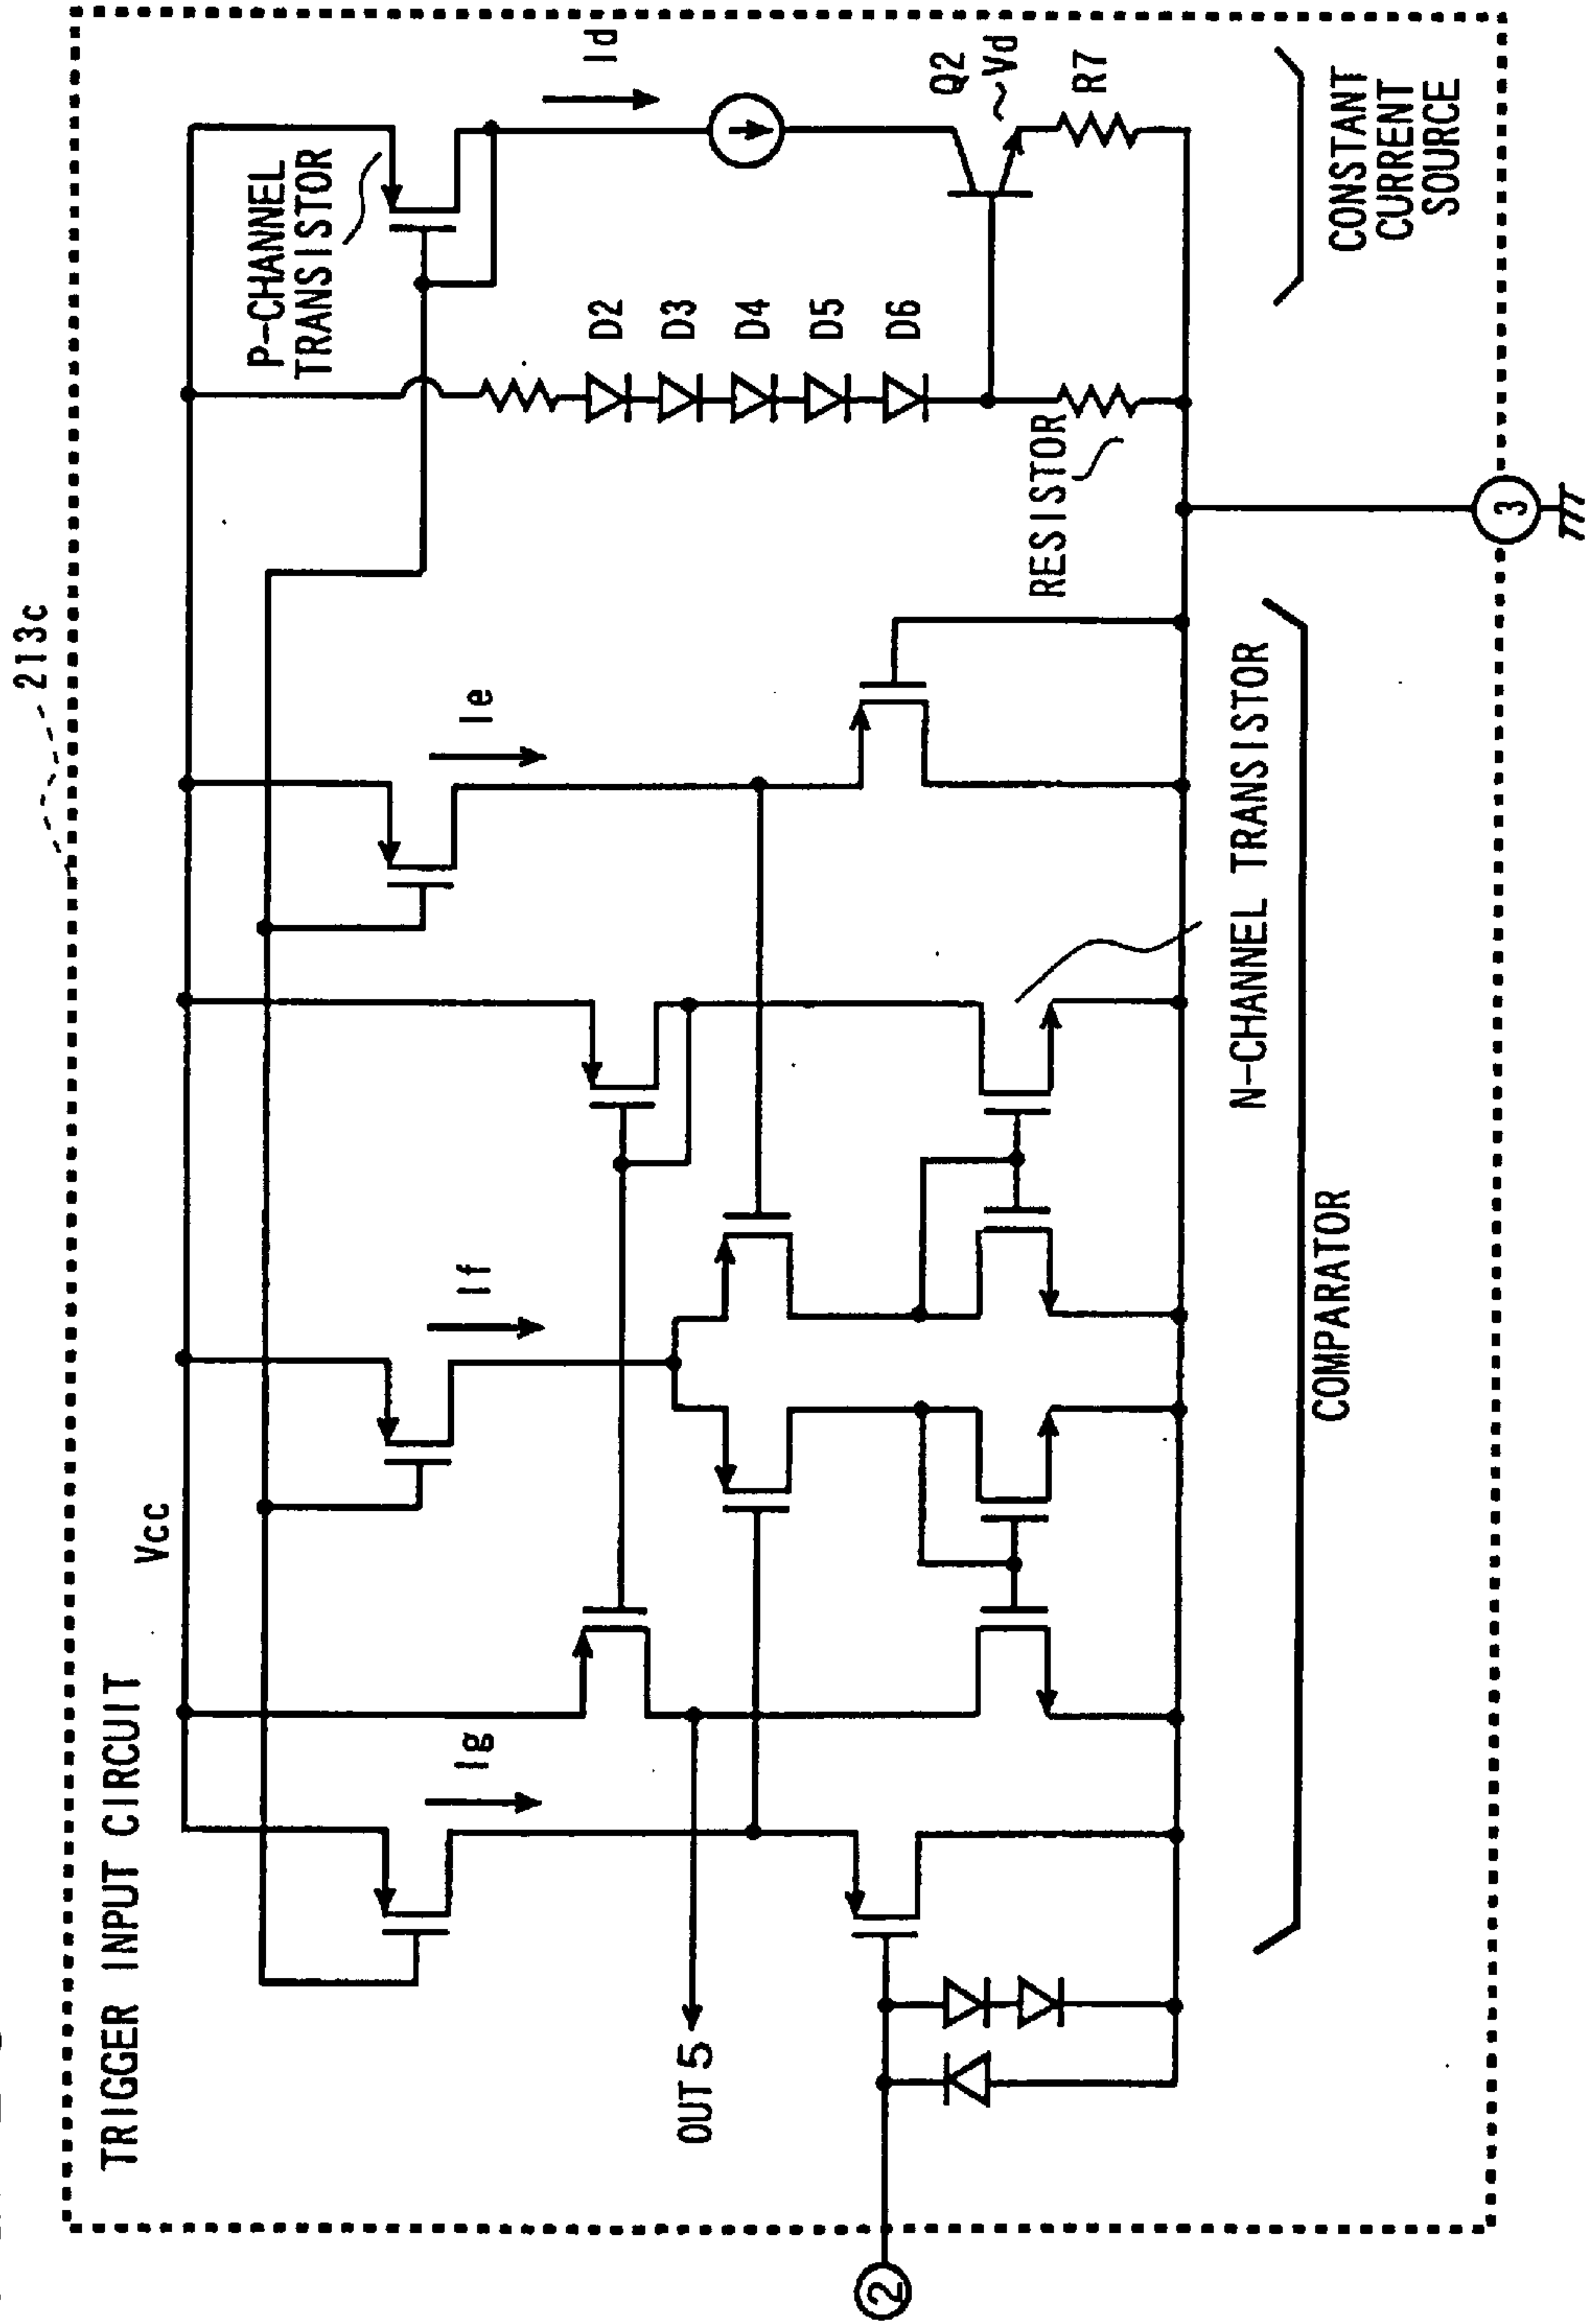 213c
TRIGGER INPUT CIRCUIT
Vcc
P-CHANNEL
TRANSISTOR
Ig
If
Ie
Id
D2
D3
D4
D5
D6
Q2
Vd
R7
RESISTOR
OUT 5
2
3
N-CHANNEL TRANSISTOR
COMPARATOR
CONSTANT
CURRENT
SOURCE